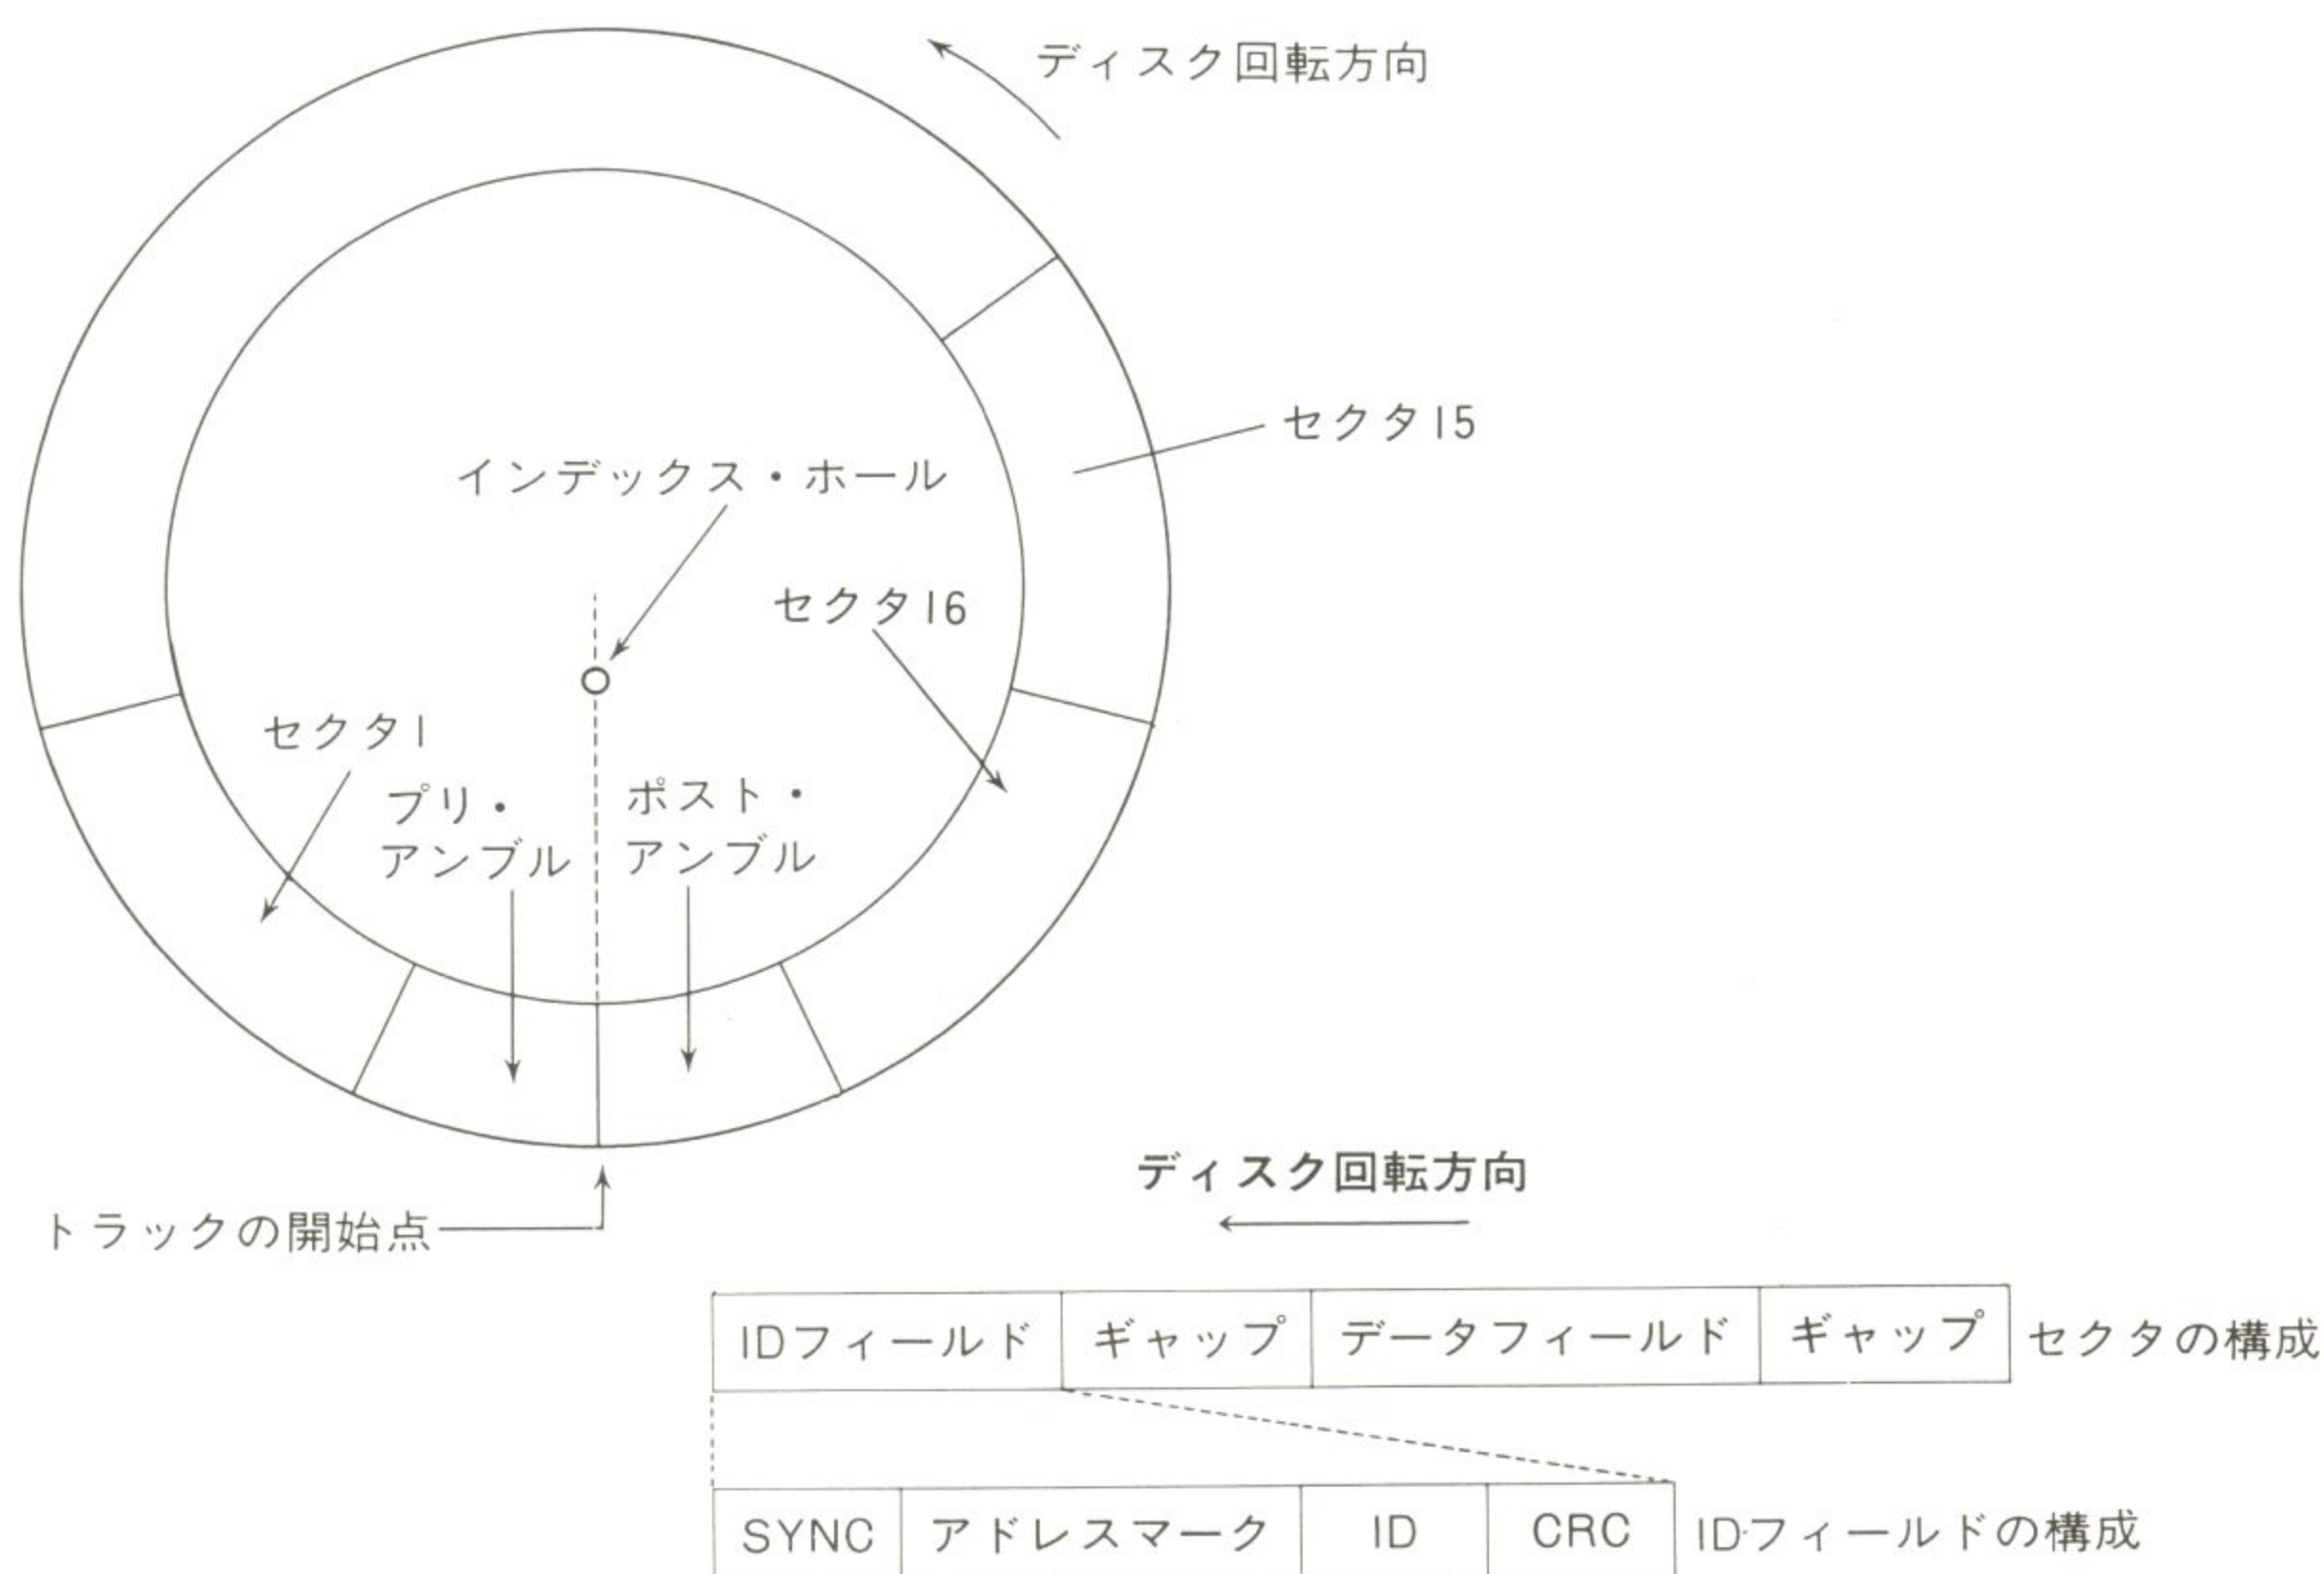 ディスク回転方向
セクタ15
インデックス・ホール
セクタ16
セクタ1
プリ・
アンブル
ポスト・
アンブル
トラックの開始点
ディスク回転方向
IDフィールド ギャップ データフィールド ギャップ セクタの構成
SYNC アドレスマーク ID CRC IDフィールドの構成